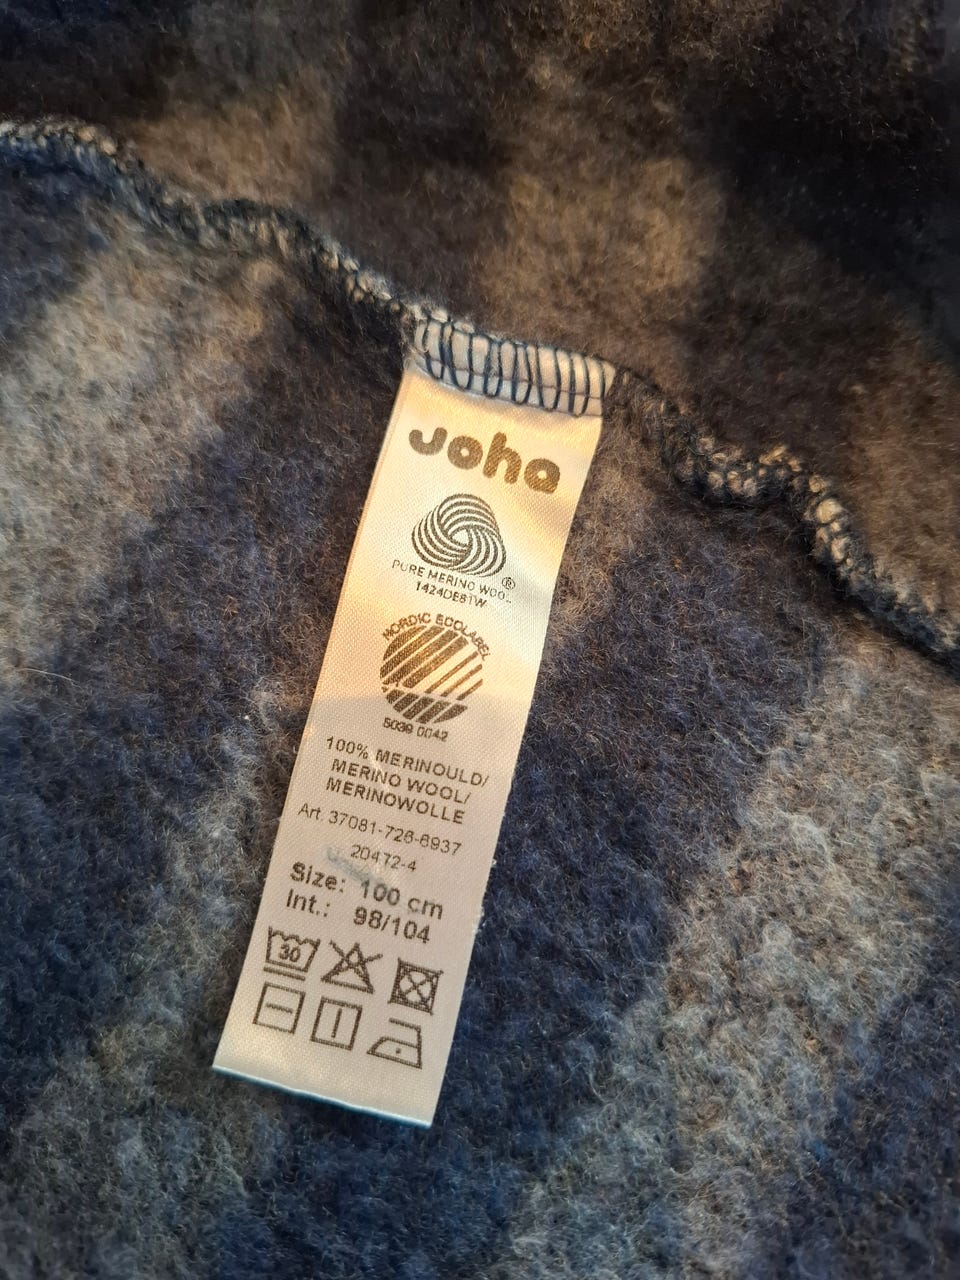 Joha
PURE MERINO WOOL ®
1424DE8TW
NORDIC ECOLABEL
5039 0042
100% MERINOULD/
MERINO WOOL/
MERINOWOLLE
Art. 37081-726-6937
20472-4
Size: 100 cm
Int.: 98/104
30